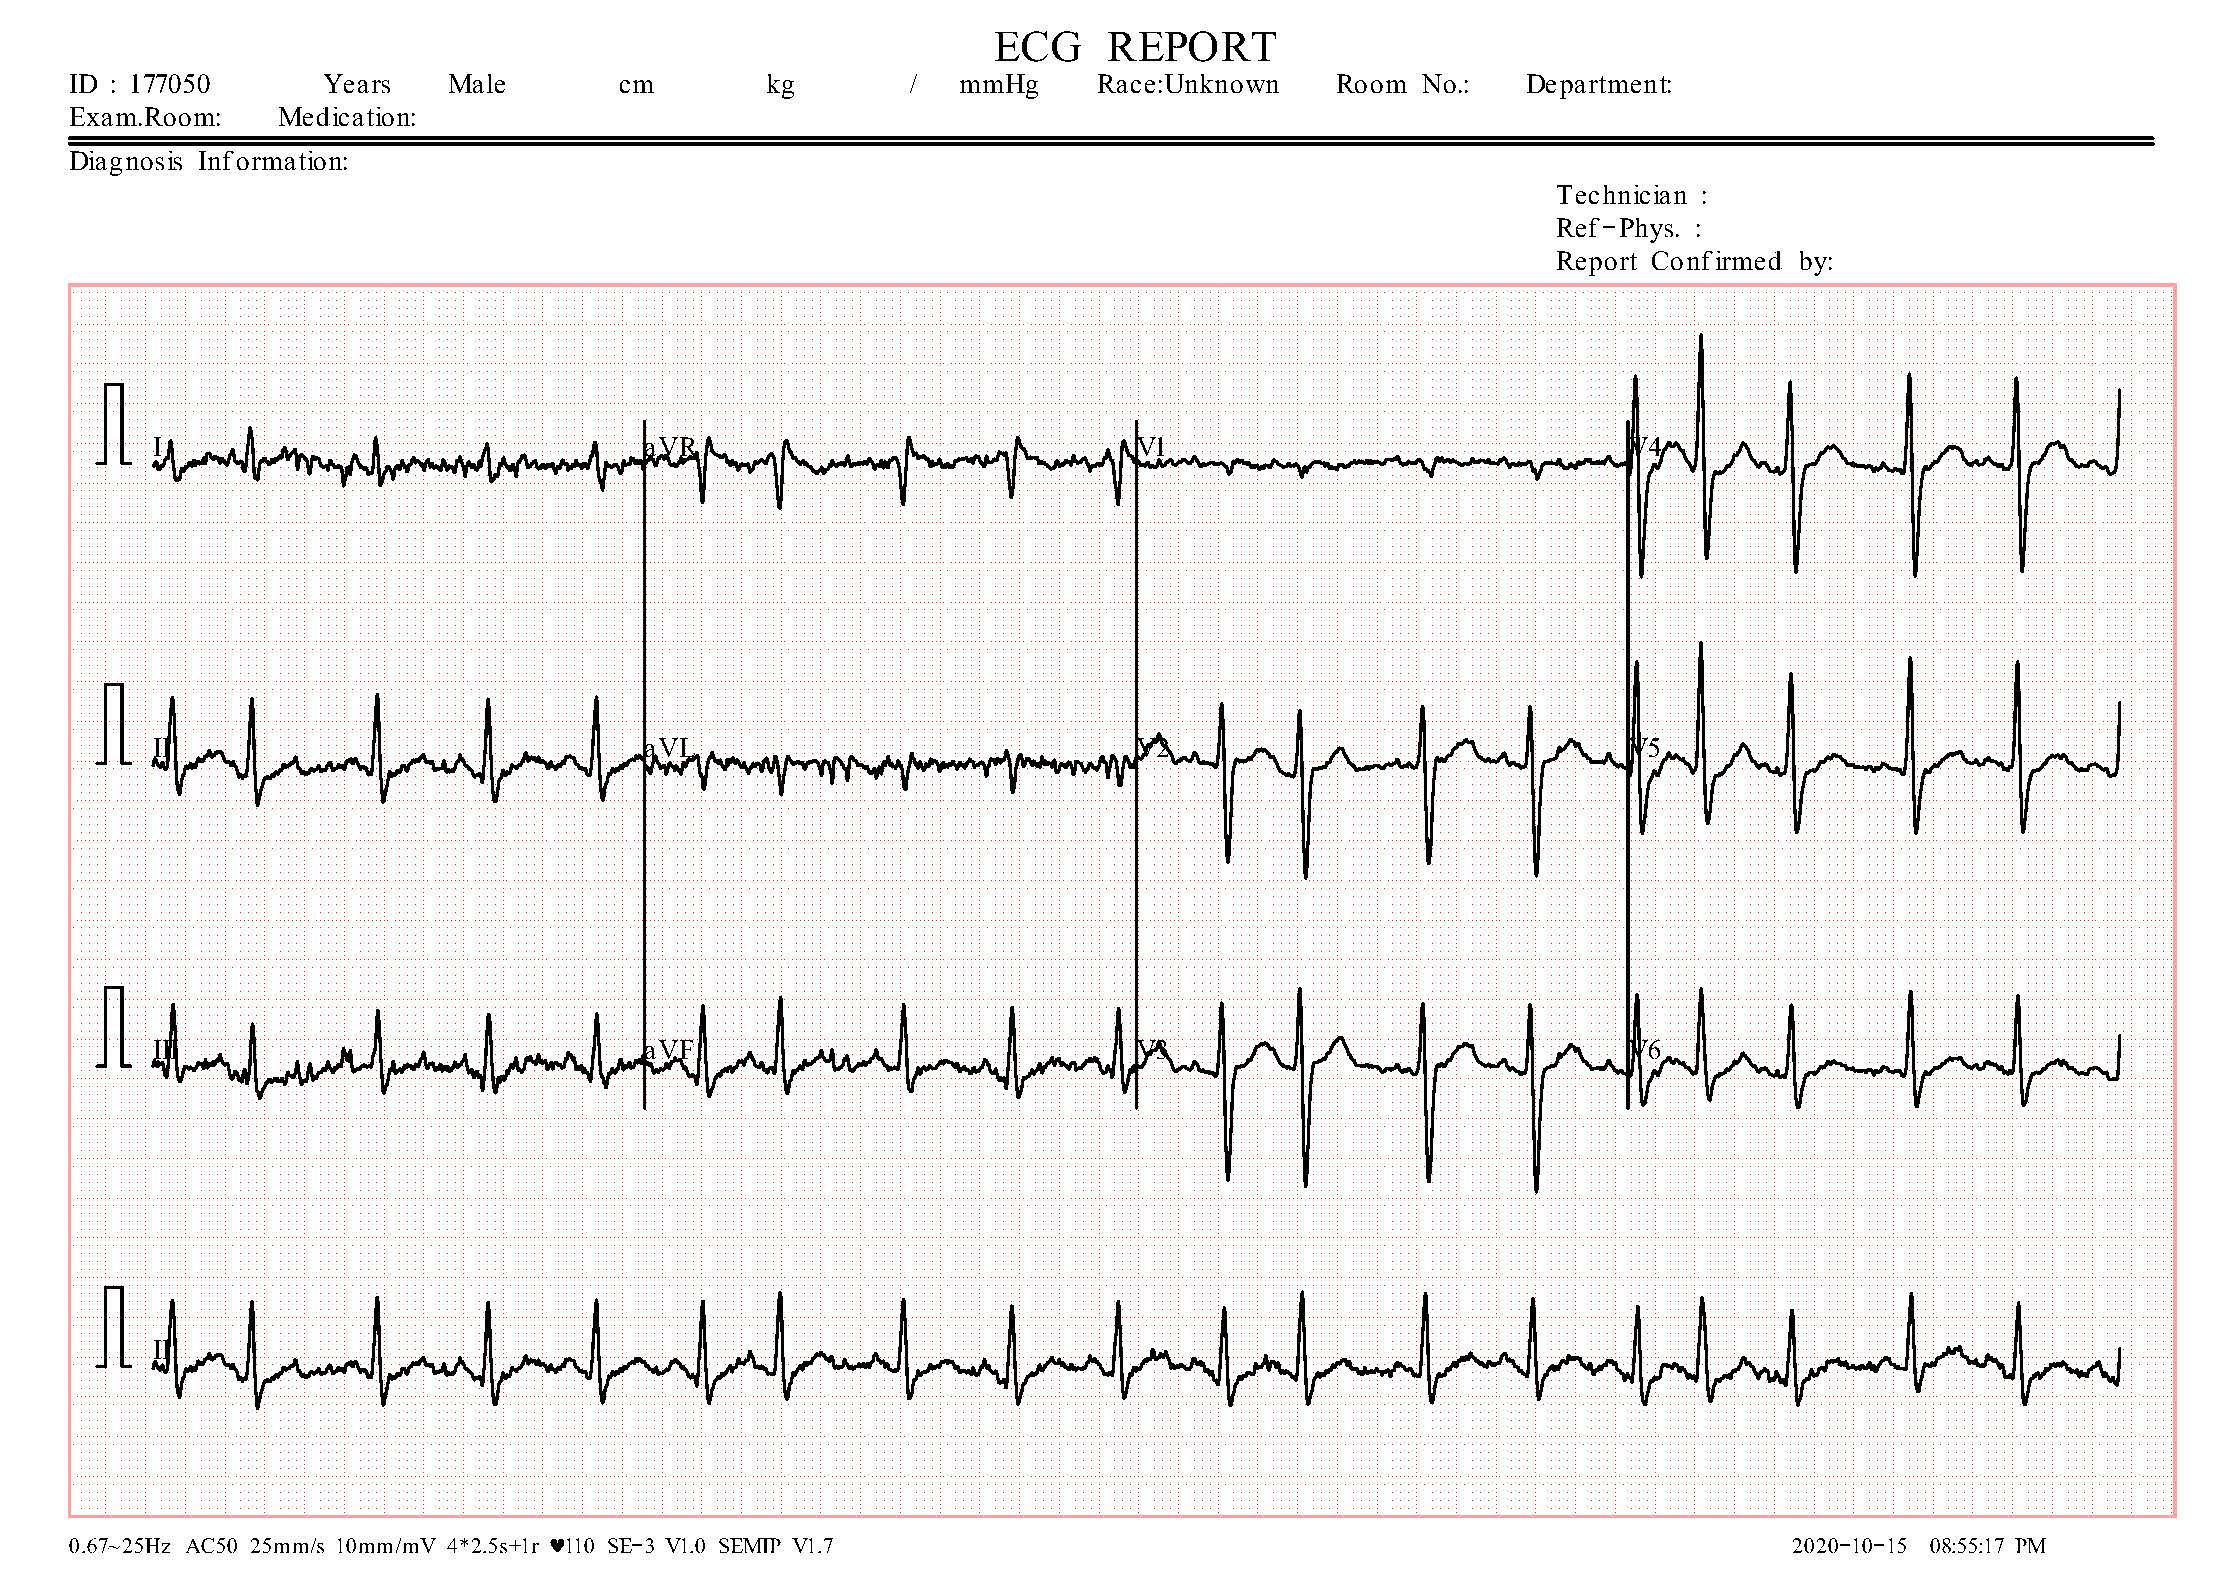 ECG REPORT
ID : 177050 Years Male cm kg / mmHg Race:Unknown Room No.: Department:
Exam.Room: Medication:
Diagnosis Information:
Technician :
Ref-Phys. :
Report Confirmed by:
I aVR V1 V4
II aVL V2 V5
III aVF V3 V6
II
0.67~25Hz AC50 25mm/s 10mm/mV 4*2.5s+1r ♥110 SE-3 V1.0 SEMIP V1.7 2020-10-15 08:55:17 PM